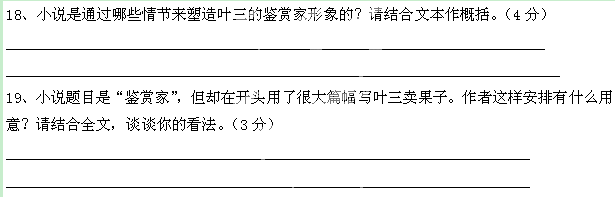 18、小说是通过哪些情节来塑造叶三的鉴赏家形象的？请结合文本作概括。（4 分）
19、小说题目是“鉴赏家”，但却在开头用了很大篇幅写叶三卖果子。作者这样安排有什么用
意？请结合全文，谈谈你的看法。（3 分）